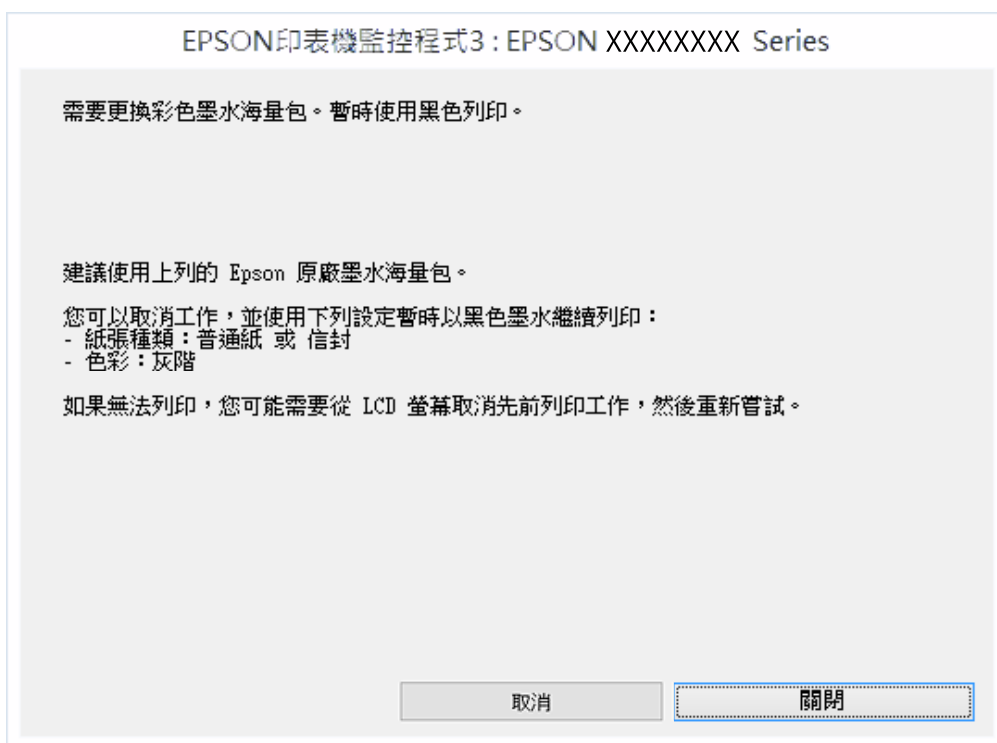 EPSON印表機監控程式3 : EPSON XXXXXXXX Series
需要更換彩色墨水海量包。暫時使用黑色列印。
建議使用上列的 Epson 原廠墨水海量包。
您可以取消工作，並使用下列設定暫時以黑色墨水繼續列印：
- 紙張種類：普通紙 或 信封
- 色彩：灰階
如果無法列印，您可能需要從 LCD 螢幕取消先前列印工作，然後重新嘗試。
取消
關閉